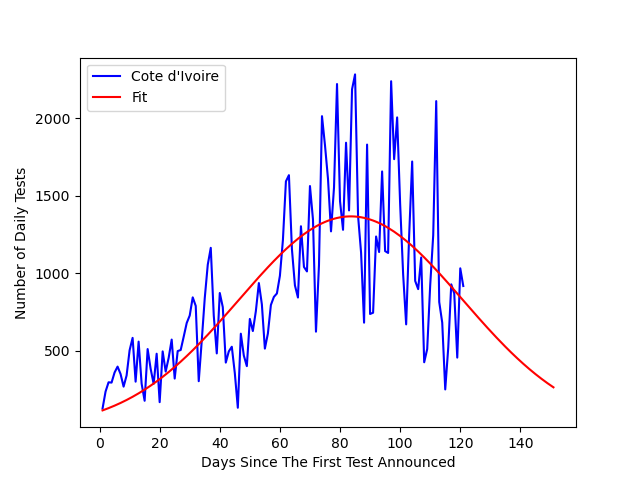 Cote d'Ivoire
Fit
Number of Daily Tests
2000
1500
1000
500
0 20 40 60 80 100 120 140
Days Since The First Test Announced